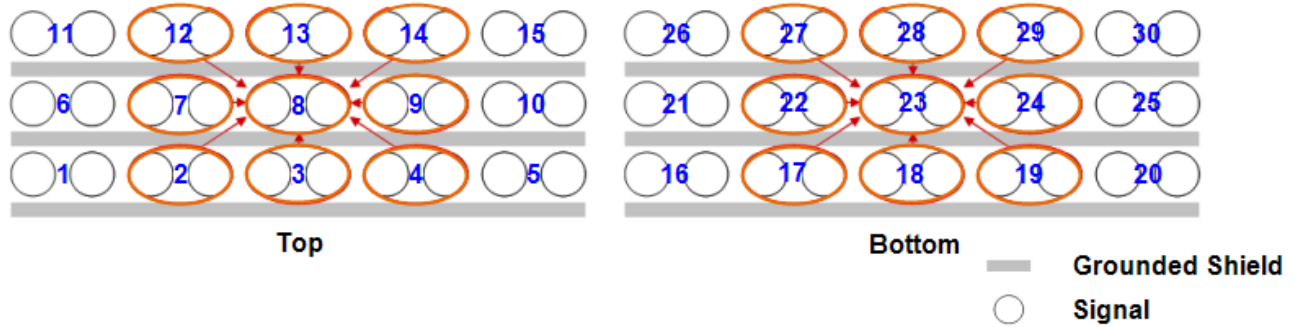 11 12 13 14 15 26 27 28 29 30
6 7 8 9 10 21 22 23 24 25
1 2 3 4 5 16 17 18 19 20
Top Bottom
Grounded Shield
Signal